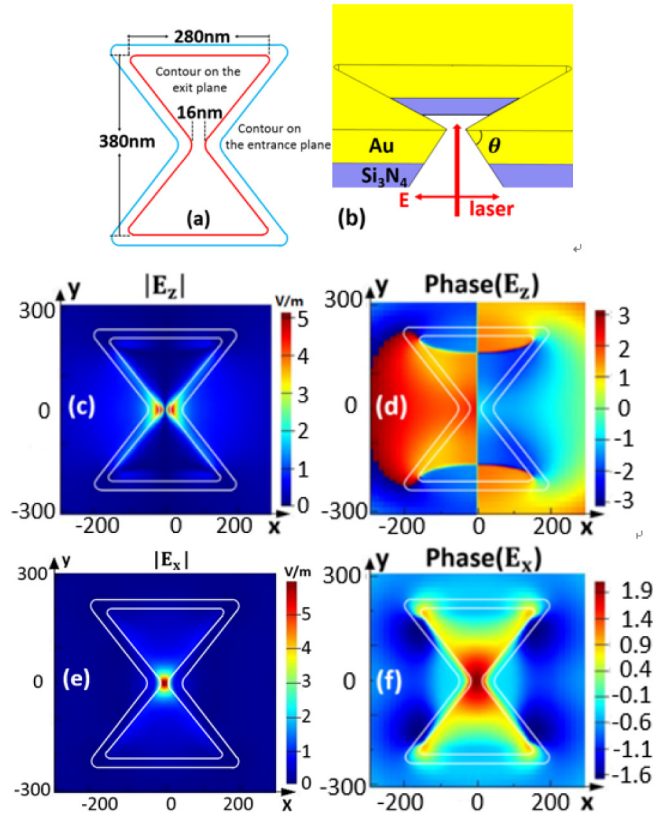 280nm
Contour on the
exit plane
16nm
Contour on
the entrance plane
380nm
(a)
Au
θ
Si3N4
E
laser
(b)
y
|Ez|
V/m
300
0
-300
-200
0
200
x
5
4
3
2
1
0
(c)
y
Phase(Ez)
300
0
-300
-200
0
200
x
3
2
1
0
-1
-2
-3
(d)
y
|Ex|
V/m
300
0
-300
-200
0
200
x
5
4
3
2
1
0
(e)
y
Phase(Ex)
300
0
-300
-200
0
200
x
1.9
1.4
0.9
0.4
-0.1
-0.6
-1.1
-1.6
(f)